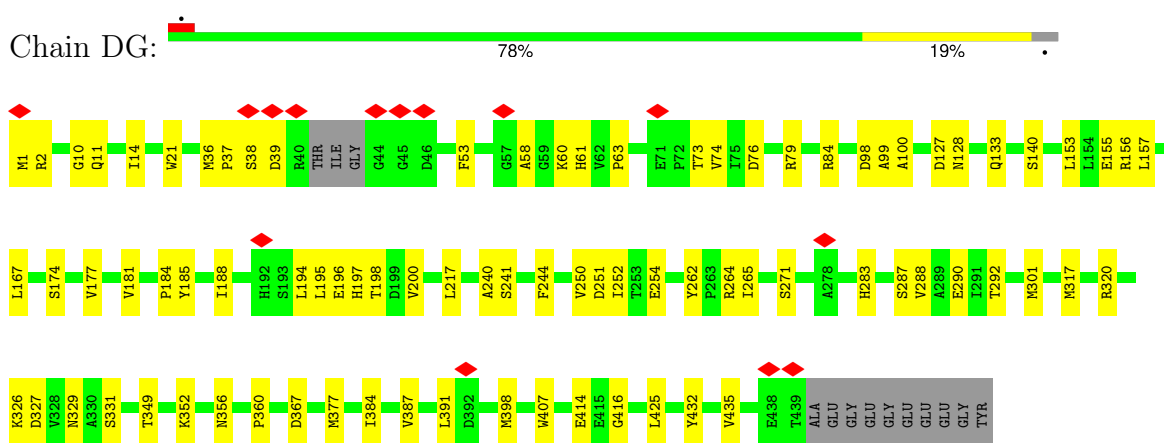 Chain DG:
78% 19%
M1 R2 G10 Q11 I14 W21 M36 P37 S38 D39 R40 THR ILE GLY G44 G45 D46 F53 G57 A58 G59 K60 H61 V62 P63 E71 P72 T73 V74 I75 D76 R79 R84 D98 A99 A100 D127 N128 Q133 S140 L153 L154 E155 R156 L157
L167 S174 V177 V181 P184 Y185 I188 H192 S193 L194 L195 E196 H197 T198 D199 V200 L217 A240 S241 F244 V250 D251 I252 T253 E254 Y262 P263 R264 I265 S271 A278 H283 S287 V288 A289 E290 I291 T292 M301 M317 R320
K326 D327 V328 N329 A330 S331 T349 K352 N356 P360 D367 M377 I384 V387 L391 D392 M398 W407 E414 E415 G416 L425 Y432 V435 E438 T439 ALA GLU GLY GLU GLY GLU GLU GLU GLY TYR